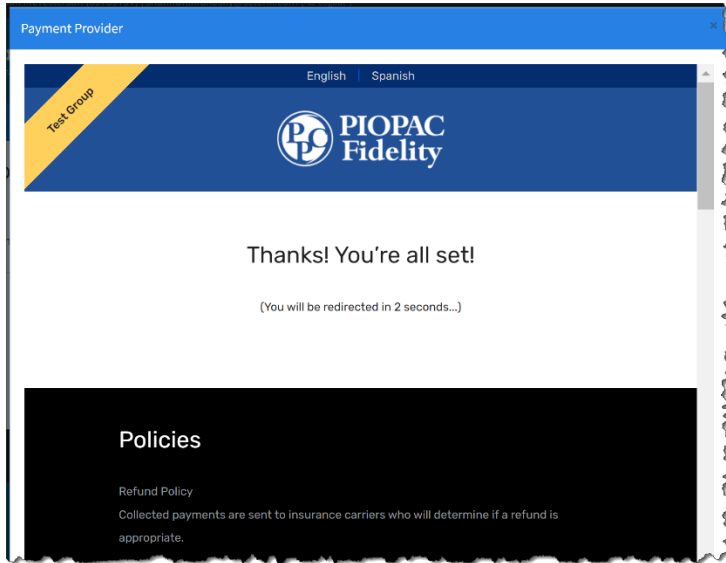 Payment Provider
×
English | Spanish
Test Group
PPC
PIOPAC
Fidelity
Thanks! You’re all set!
(You will be redirected in 2 seconds...)
Policies
Refund Policy
Collected payments are sent to insurance carriers who will determine if a refund is
appropriate.